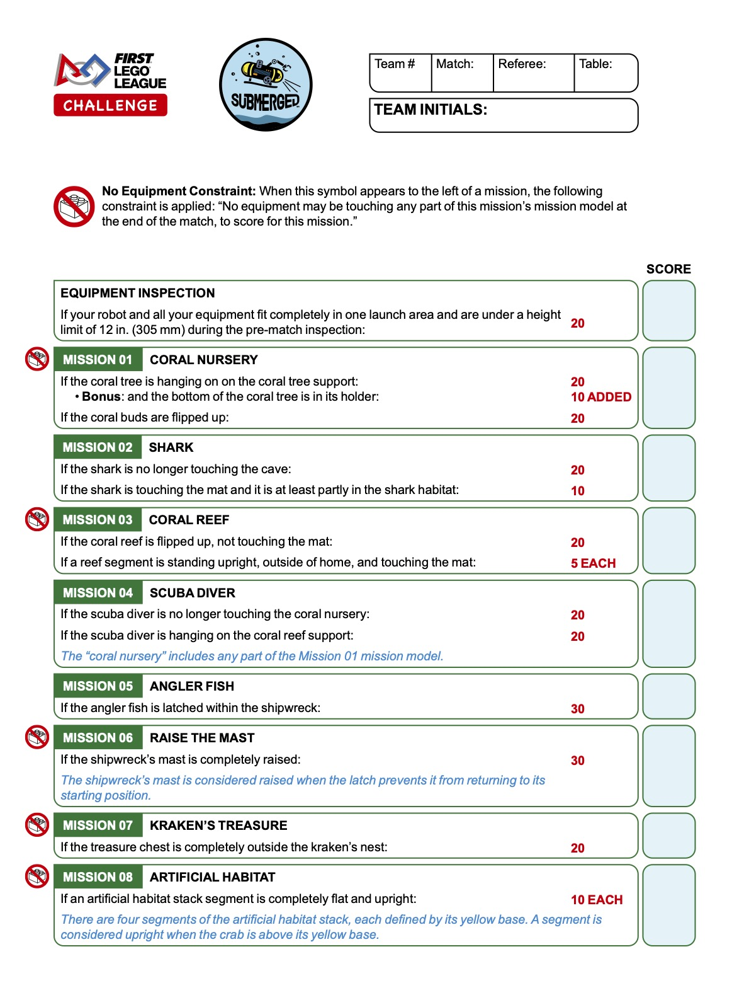 FIRST
LEGO
LEAGUE
CHALLENGE
SUBMERGED
Team #
Match:
Referee:
Table:
TEAM INITIALS:
No Equipment Constraint: When this symbol appears to the left of a mission, the following
constraint is applied: “No equipment may be touching any part of this mission’s mission model at
the end of the match, to score for this mission.”
SCORE
EQUIPMENT INSPECTION
If your robot and all your equipment fit completely in one launch area and are under a height
limit of 12 in. (305 mm) during the pre-match inspection:
20
MISSION 01 CORAL NURSERY
If the coral tree is hanging on on the coral tree support: 20
• Bonus: and the bottom of the coral tree is in its holder: 10 ADDED
If the coral buds are flipped up: 20
MISSION 02 SHARK
If the shark is no longer touching the cave: 20
If the shark is touching the mat and it is at least partly in the shark habitat: 10
MISSION 03 CORAL REEF
If the coral reef is flipped up, not touching the mat: 20
If a reef segment is standing upright, outside of home, and touching the mat: 5 EACH
MISSION 04 SCUBA DIVER
If the scuba diver is no longer touching the coral nursery: 20
If the scuba diver is hanging on the coral reef support: 20
The “coral nursery” includes any part of the Mission 01 mission model.
MISSION 05 ANGLER FISH
If the angler fish is latched within the shipwreck: 30
MISSION 06 RAISE THE MAST
If the shipwreck’s mast is completely raised: 30
The shipwreck’s mast is considered raised when the latch prevents it from returning to its
starting position.
MISSION 07 KRAKEN’S TREASURE
If the treasure chest is completely outside the kraken’s nest: 20
MISSION 08 ARTIFICIAL HABITAT
If an artificial habitat stack segment is completely flat and upright: 10 EACH
There are four segments of the artificial habitat stack, each defined by its yellow base. A segment is
considered upright when the crab is above its yellow base.